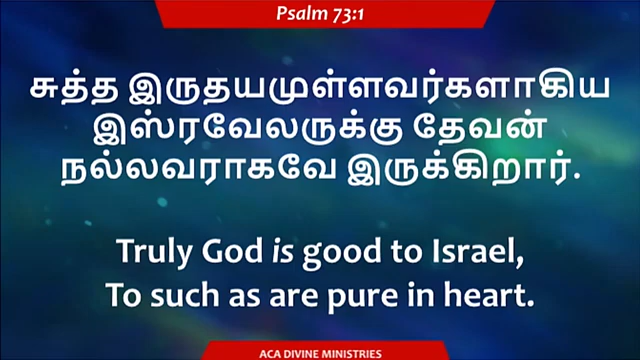 Psalm 73:1
சுத்த இருதயமுள்ளவர்களாகிய
இஸ்ரவேலருக்கு தேவன்
நல்லவராகவே இருக்கிறார்.
Truly God is good to Israel,
To such as are pure in heart.
ACA DIVINE MINISTRIES